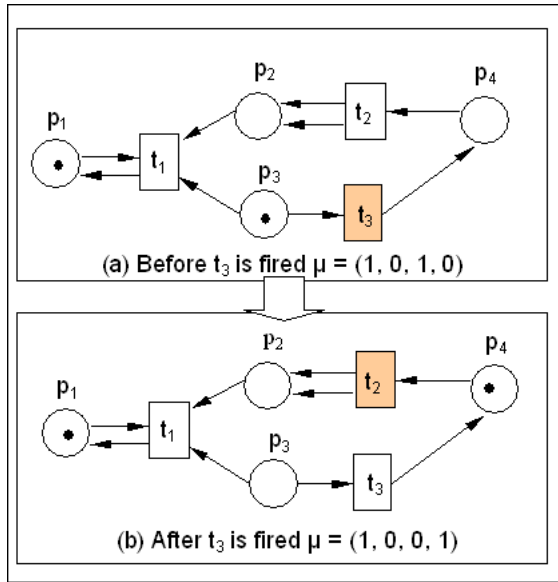 p2
p4
p1
t2
t1
p3
t3
(a) Before t3 is fired μ = (1, 0, 1, 0)
p2
p4
p1
t2
t1
p3
t3
(b) After t3 is fired μ = (1, 0, 0, 1)